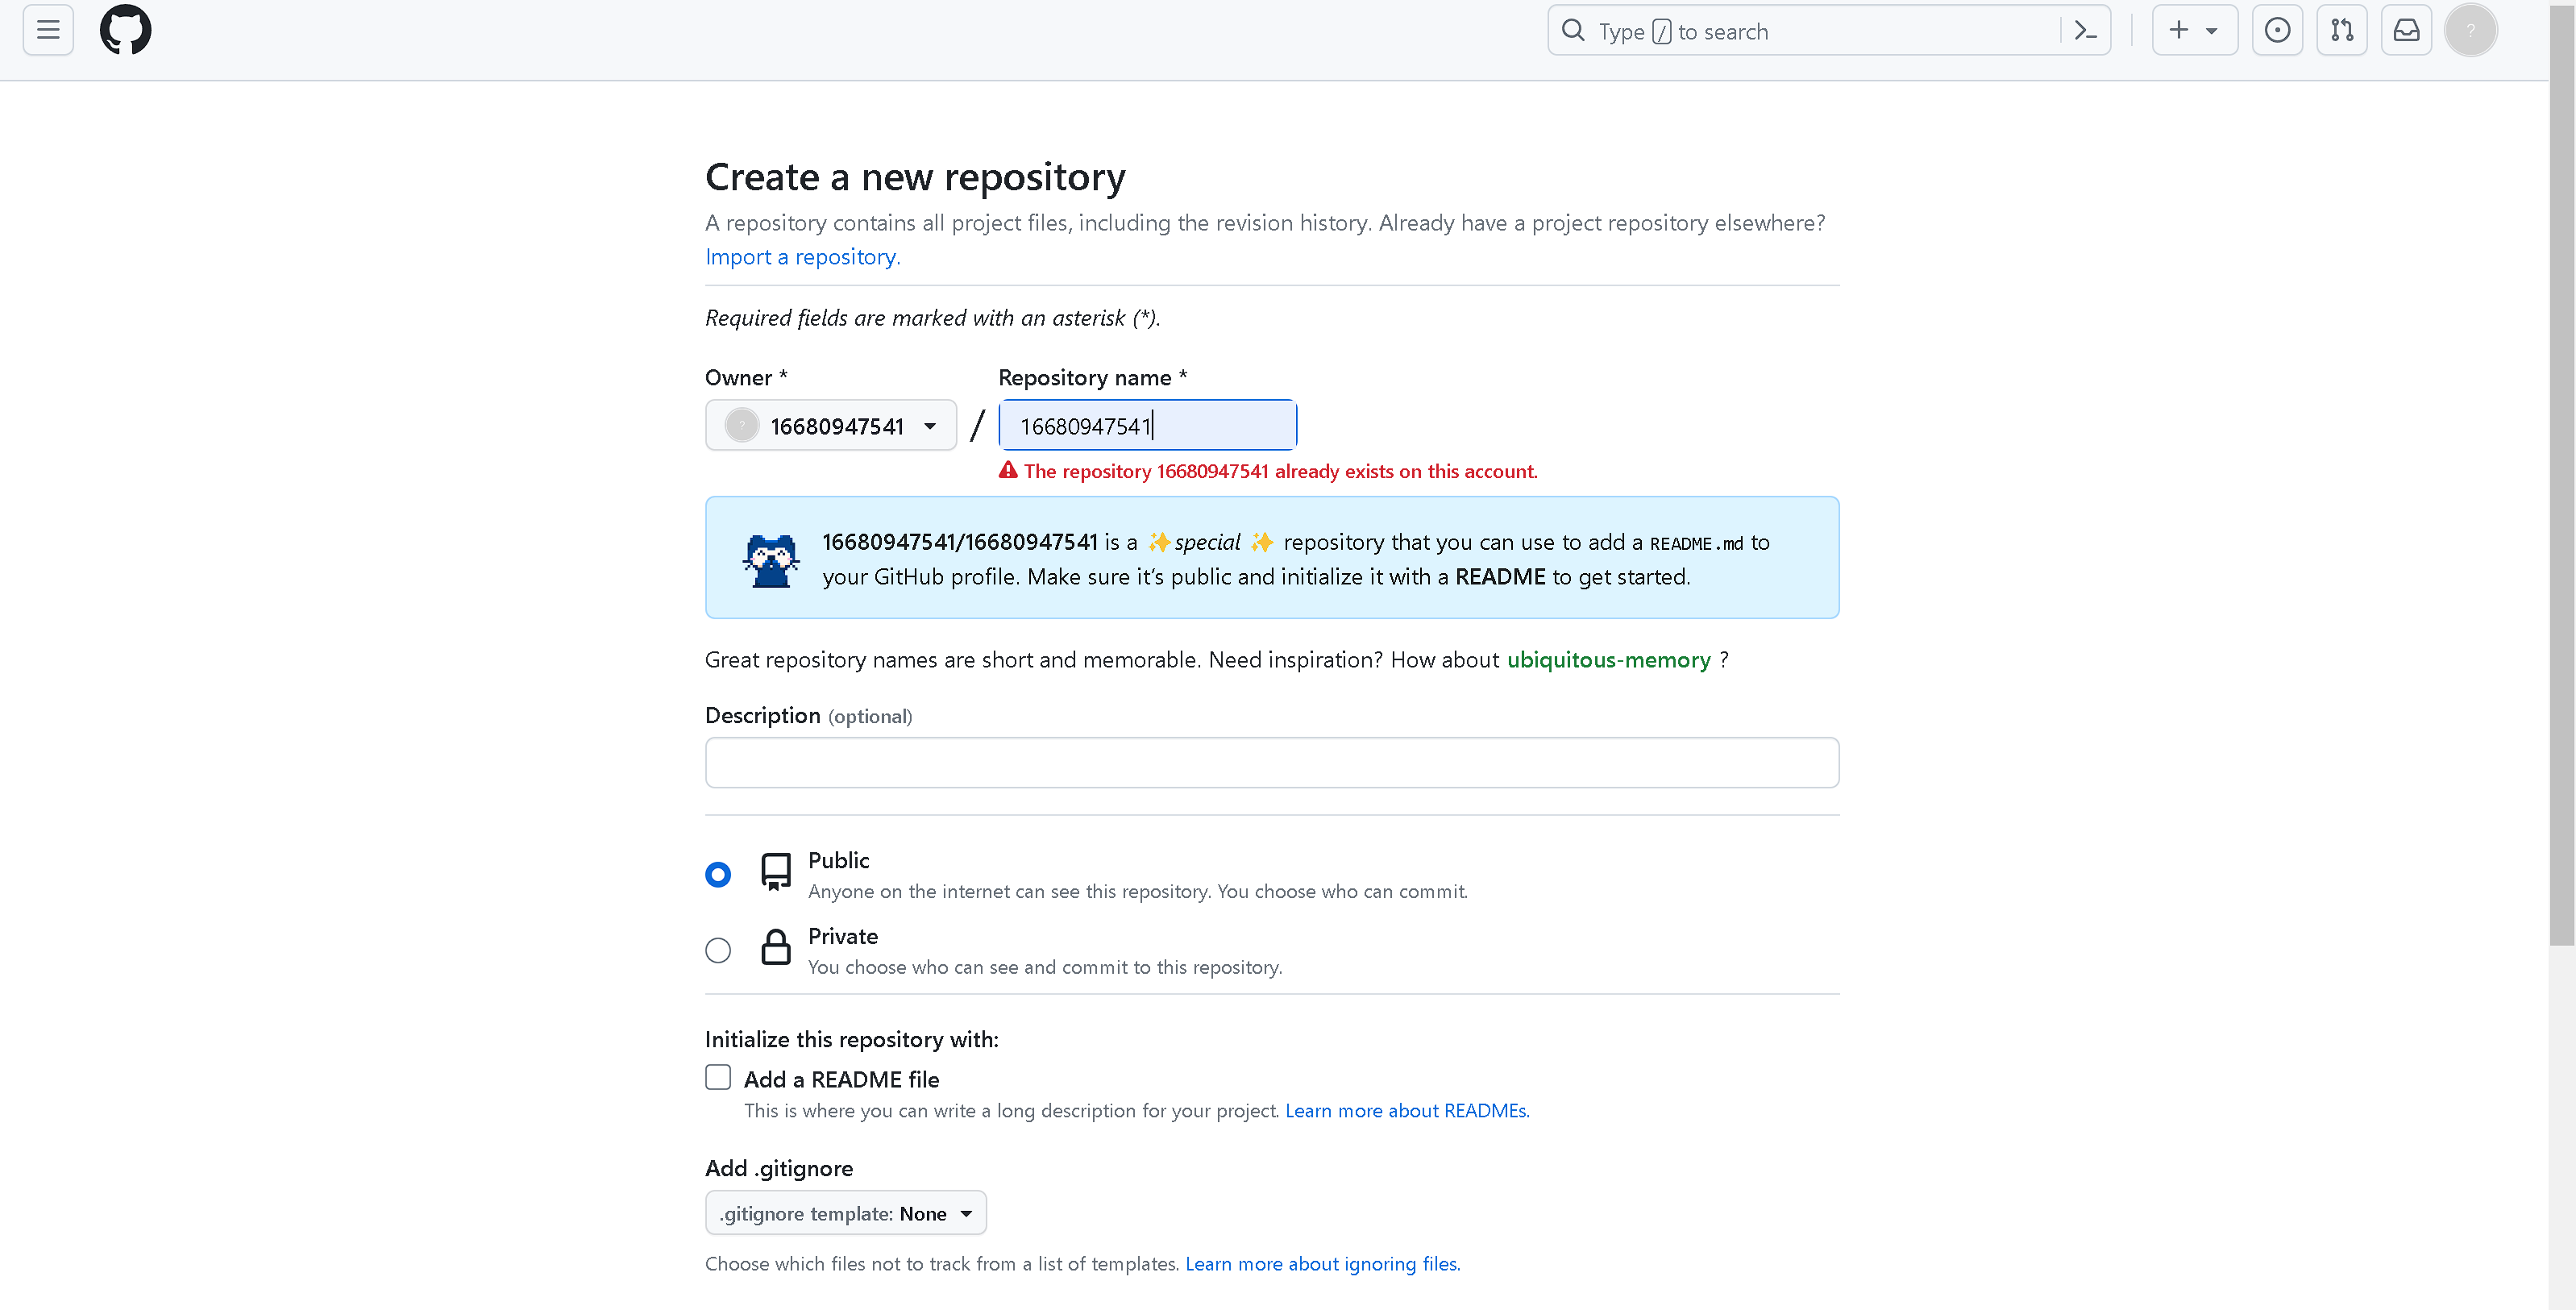 Type / to search
Create a new repository
A repository contains all project files, including the revision history. Already have a project repository elsewhere?
Import a repository.
Required fields are marked with an asterisk (*).
Owner * Repository name *
? 16680947541 / 16680947541
The repository 16680947541 already exists on this account.
16680947541/16680947541 is a ✨special ✨ repository that you can use to add a README.md to
your GitHub profile. Make sure it’s public and initialize it with a README to get started.
Great repository names are short and memorable. Need inspiration? How about ubiquitous-memory ?
Description (optional)
Public
Anyone on the internet can see this repository. You choose who can commit.
Private
You choose who can see and commit to this repository.
Initialize this repository with:
Add a README file
This is where you can write a long description for your project. Learn more about READMEs.
Add .gitignore
.gitignore template: None
Choose which files not to track from a list of templates. Learn more about ignoring files.